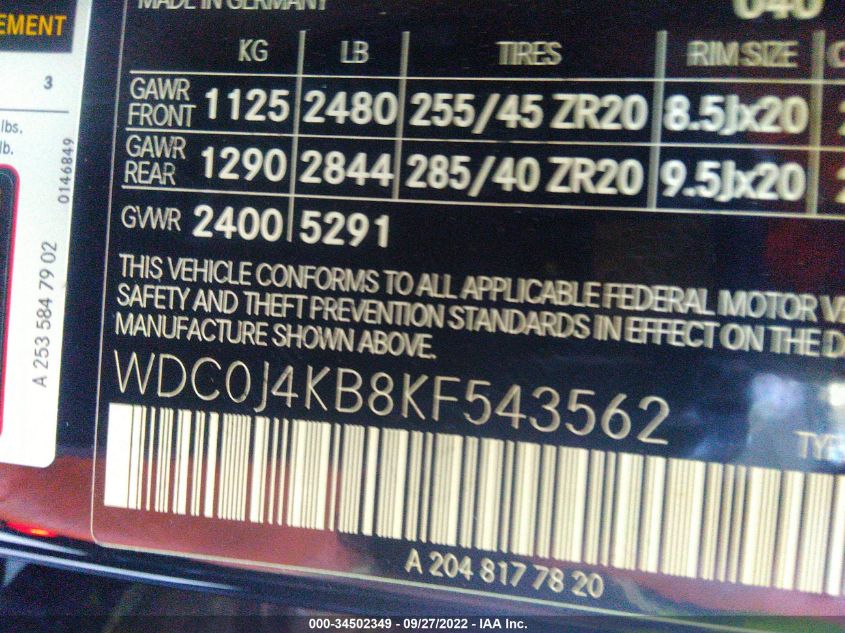 MADE IN GERMANY 040
EMENT
KG LB TIRES RIM SIZE
3
GAWR FRONT 1125 2480 255/45 ZR20 8.5Jx20
lbs.
lb.
GAWR REAR 1290 2844 285/40 ZR20 9.5Jx20
0146849
GVWR 2400 5291
THIS VEHICLE CONFORMS TO ALL APPLICABLE FEDERAL MOTOR
SAFETY AND THEFT PREVENTION STANDARDS IN EFFECT ON THE
MANUFACTURE SHOWN ABOVE.
A 253 584 79 02
WDC0J4KB8KF543562
A 204 817 78 20
000-34502349 — 09/27/2022 — IAA Inc.